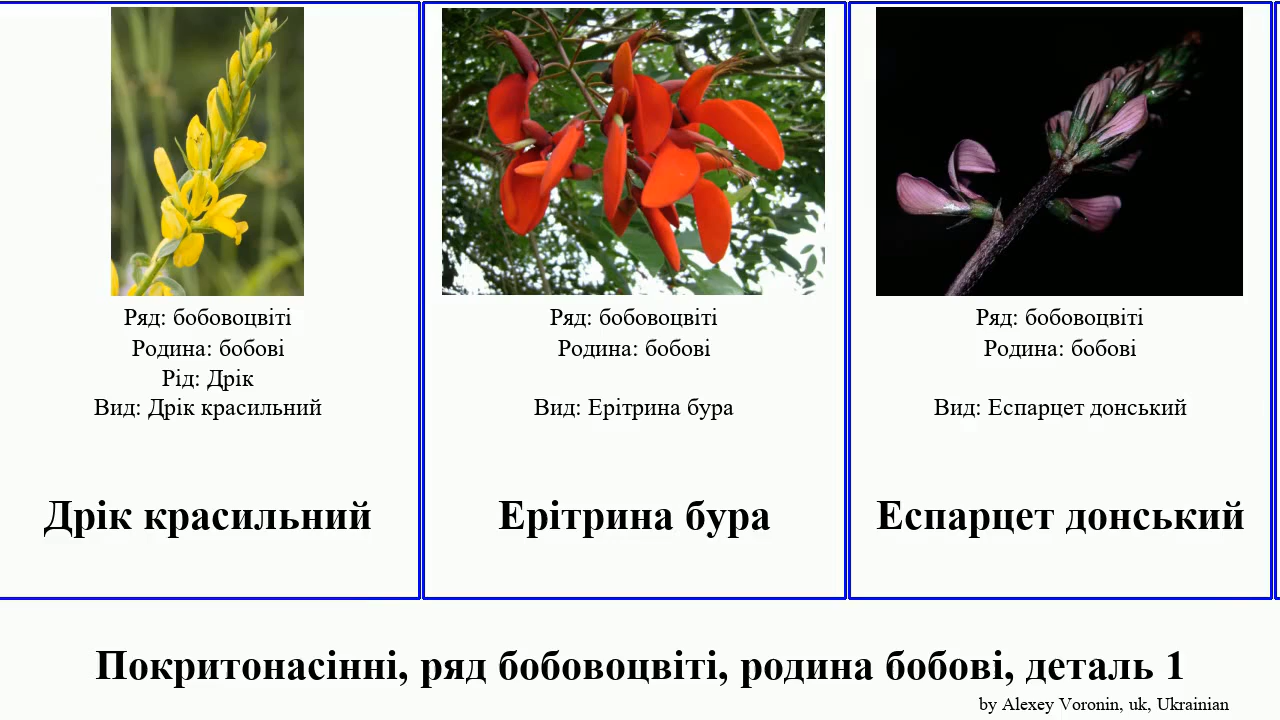 Ряд: бобовоцвіті
Родина: бобові
Рід: Дрік
Вид: Дрік красильний
Дрік красильний
Ряд: бобовоцвіті
Родина: бобові
Вид: Ерітрина бура
Ерітрина бура
Ряд: бобовоцвіті
Родина: бобові
Вид: Еспарцет донський
Еспарцет донський
Покритонасінні, ряд бобовоцвіті, родина бобові, деталь 1
by Alexey Voronin, uk, Ukrainian